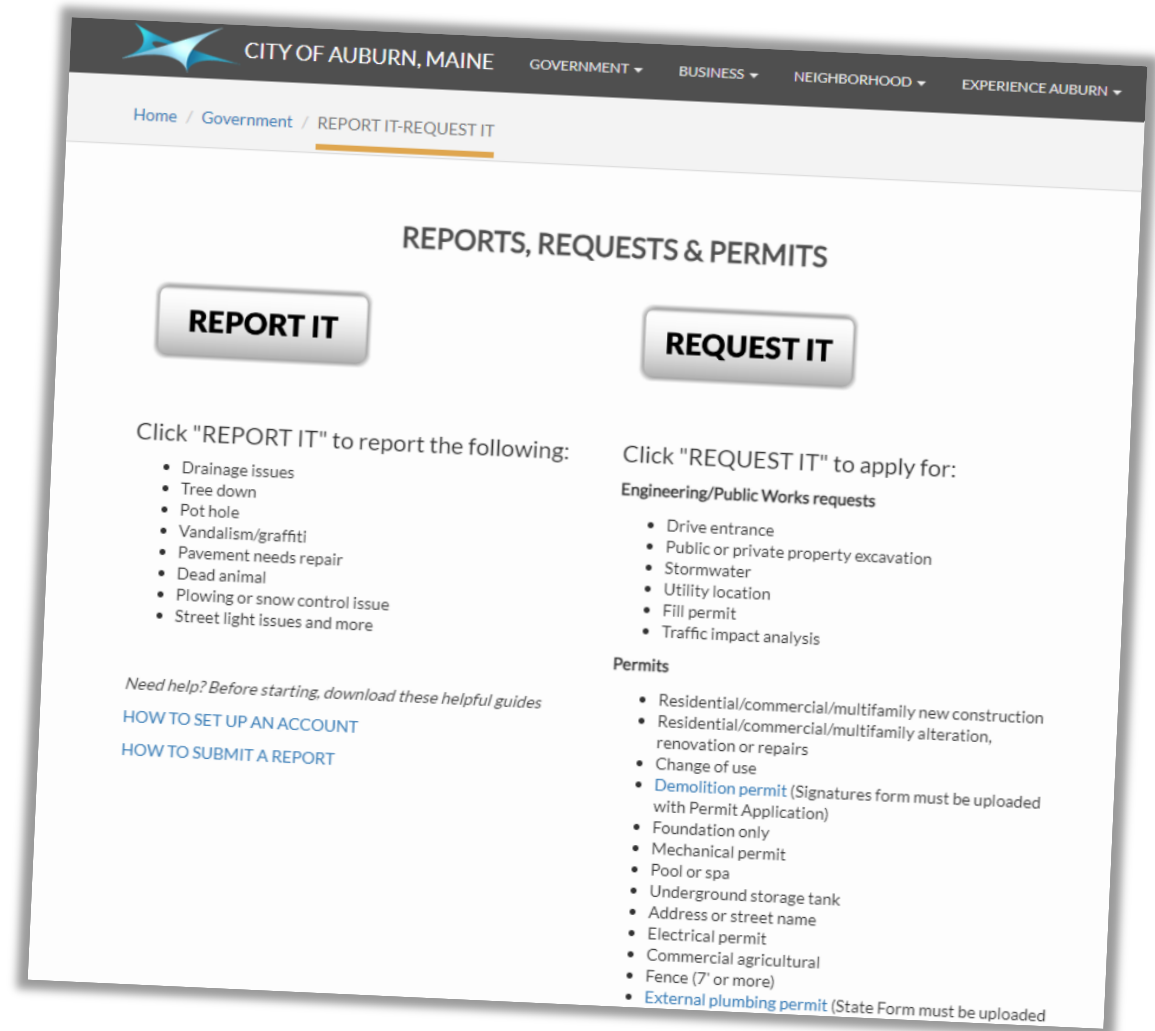 CITY OF AUBURN, MAINE GOVERNMENT BUSINESS NEIGHBORHOOD EXPERIENCE AUBURN
Home / Government / REPORT IT-REQUEST IT
REPORTS, REQUESTS & PERMITS
REPORT IT
Click "REPORT IT" to report the following:
• Drainage issues
• Tree down
• Pot hole
• Vandalism/graffiti
• Pavement needs repair
• Dead animal
• Plowing or snow control issue
• Street light issues and more
Need help? Before starting, download these helpful guides
HOW TO SET UP AN ACCOUNT
HOW TO SUBMIT A REPORT
REQUEST IT
Click "REQUEST IT" to apply for:
Engineering/Public Works requests
• Drive entrance
• Public or private property excavation
• Stormwater
• Utility location
• Fill permit
• Traffic impact analysis
Permits
• Residential/commercial/multifamily new construction
• Residential/commercial/multifamily alteration,
renovation or repairs
• Change of use
• Demolition permit (Signatures form must be uploaded
with Permit Application)
• Foundation only
• Mechanical permit
• Pool or spa
• Underground storage tank
• Address or street name
• Electrical permit
• Commercial agricultural
• Fence (7' or more)
• External plumbing permit (State Form must be uploaded